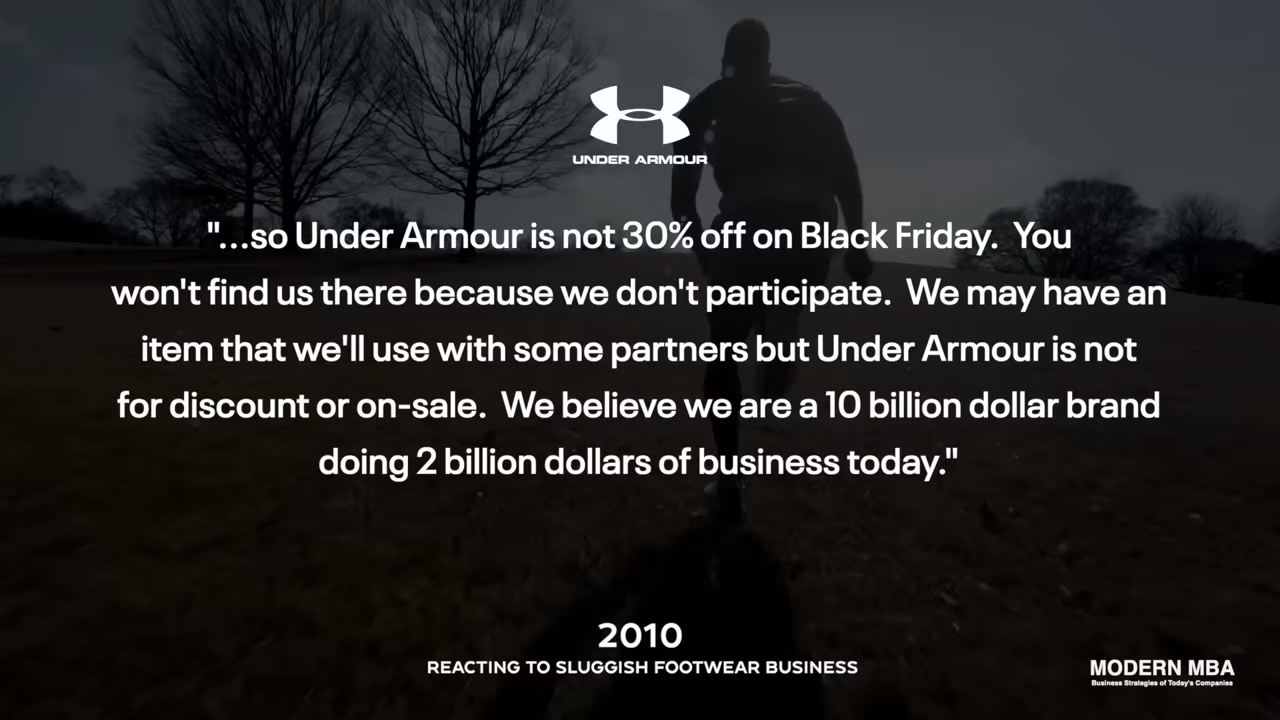 UNDER ARMOUR
"...so Under Armour is not 30% off on Black Friday.  You
won't find us there because we don't participate.  We may have an
item that we'll use with some partners but Under Armour is not
for discount or on-sale.  We believe we are a 10 billion dollar brand
doing 2 billion dollars of business today."
2010
REACTING TO SLUGGISH FOOTWEAR BUSINESS
MODERN MBA
Business Strategies of Today's Companies